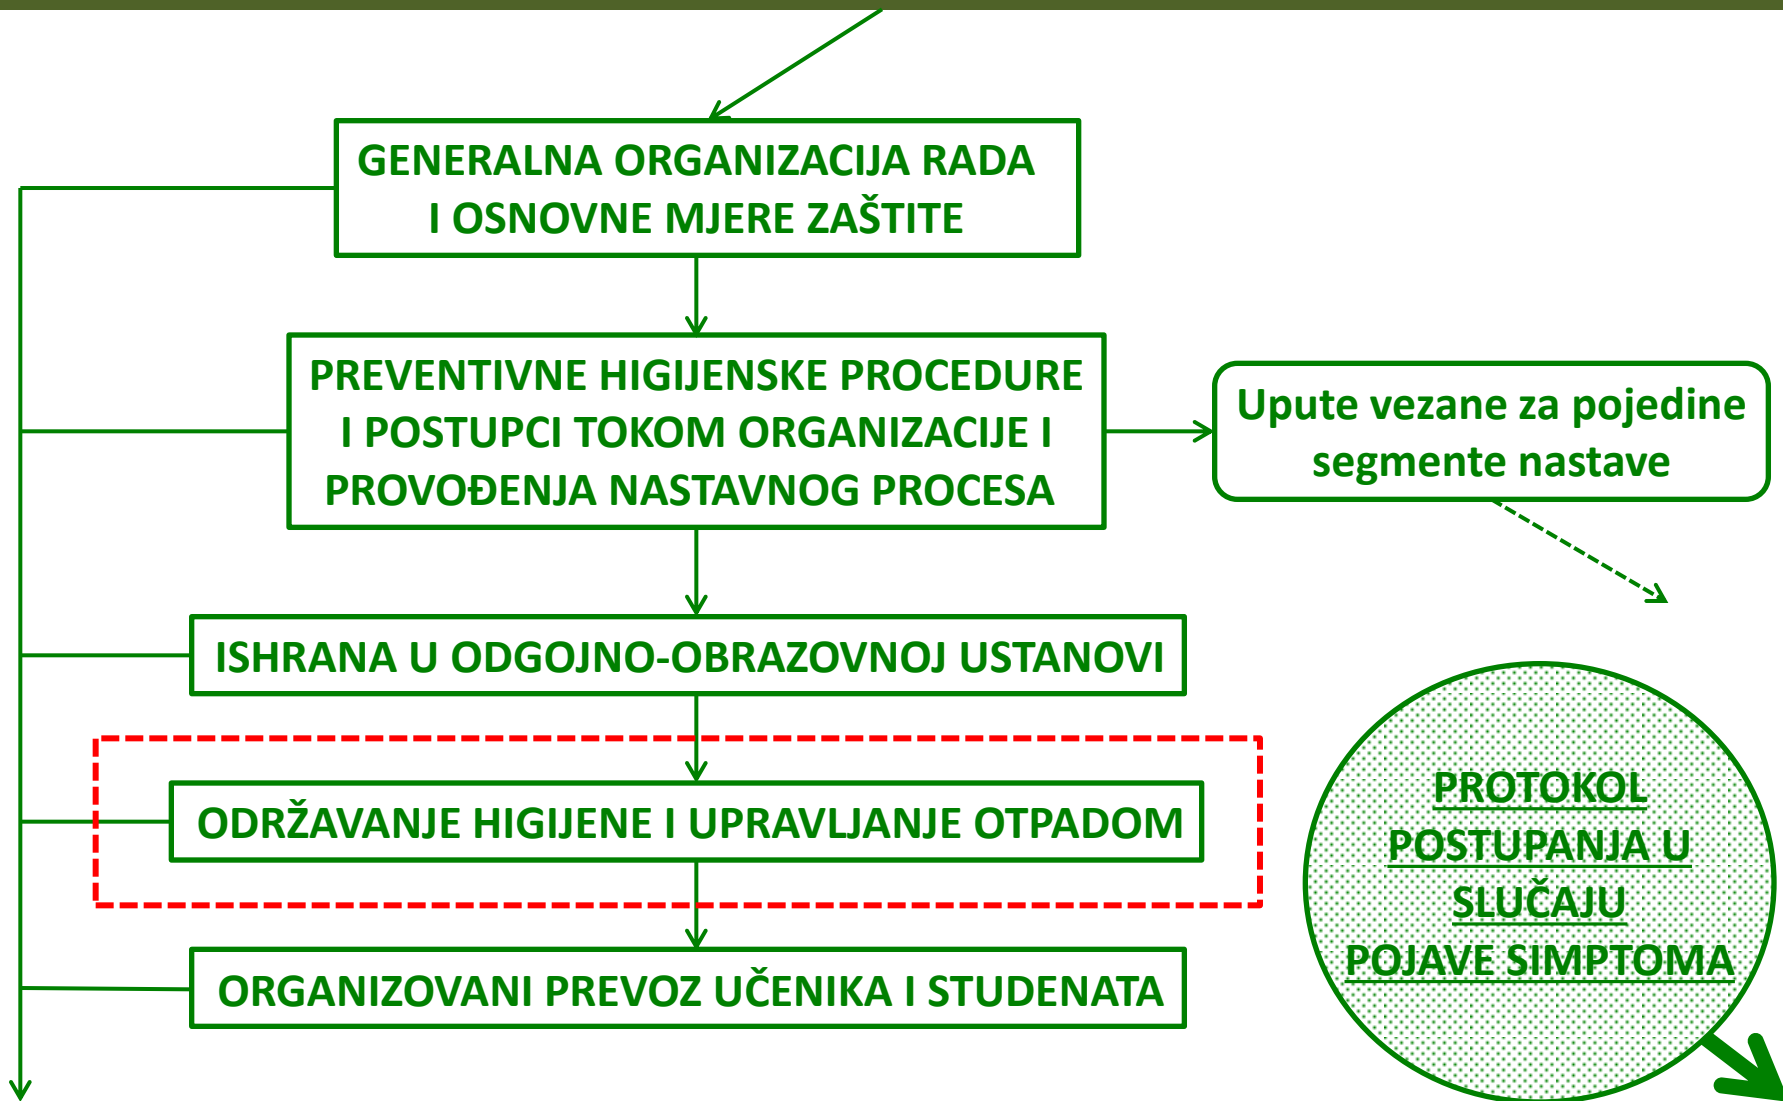 GENERALNA ORGANIZACIJA RADA
I OSNOVNE MJERE ZAŠTITE
PREVENTIVNE HIGIJENSKE PROCEDURE
I POSTUPCI TOKOM ORGANIZACIJE I
PROVOĐENJA NASTAVNOG PROCESA
Upute vezane za pojedine
segmente nastave
ISHRANA U ODGOJNO-OBRAZOVNOJ USTANOVI
ODRŽAVANJE HIGIJENE I UPRAVLJANJE OTPADOM
ORGANIZOVANI PREVOZ UČENIKA I STUDENATA
PROTOKOL
POSTUPANJA U
SLUČAJU
POJAVE SIMPTOMA